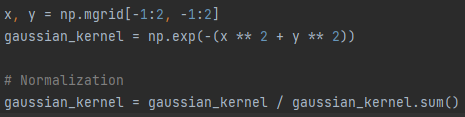 x, y = np.mgrid[-1:2, -1:2]
gaussian_kernel = np.exp(-(x ** 2 + y ** 2))
# Normalization
gaussian_kernel = gaussian_kernel / gaussian_kernel.sum()